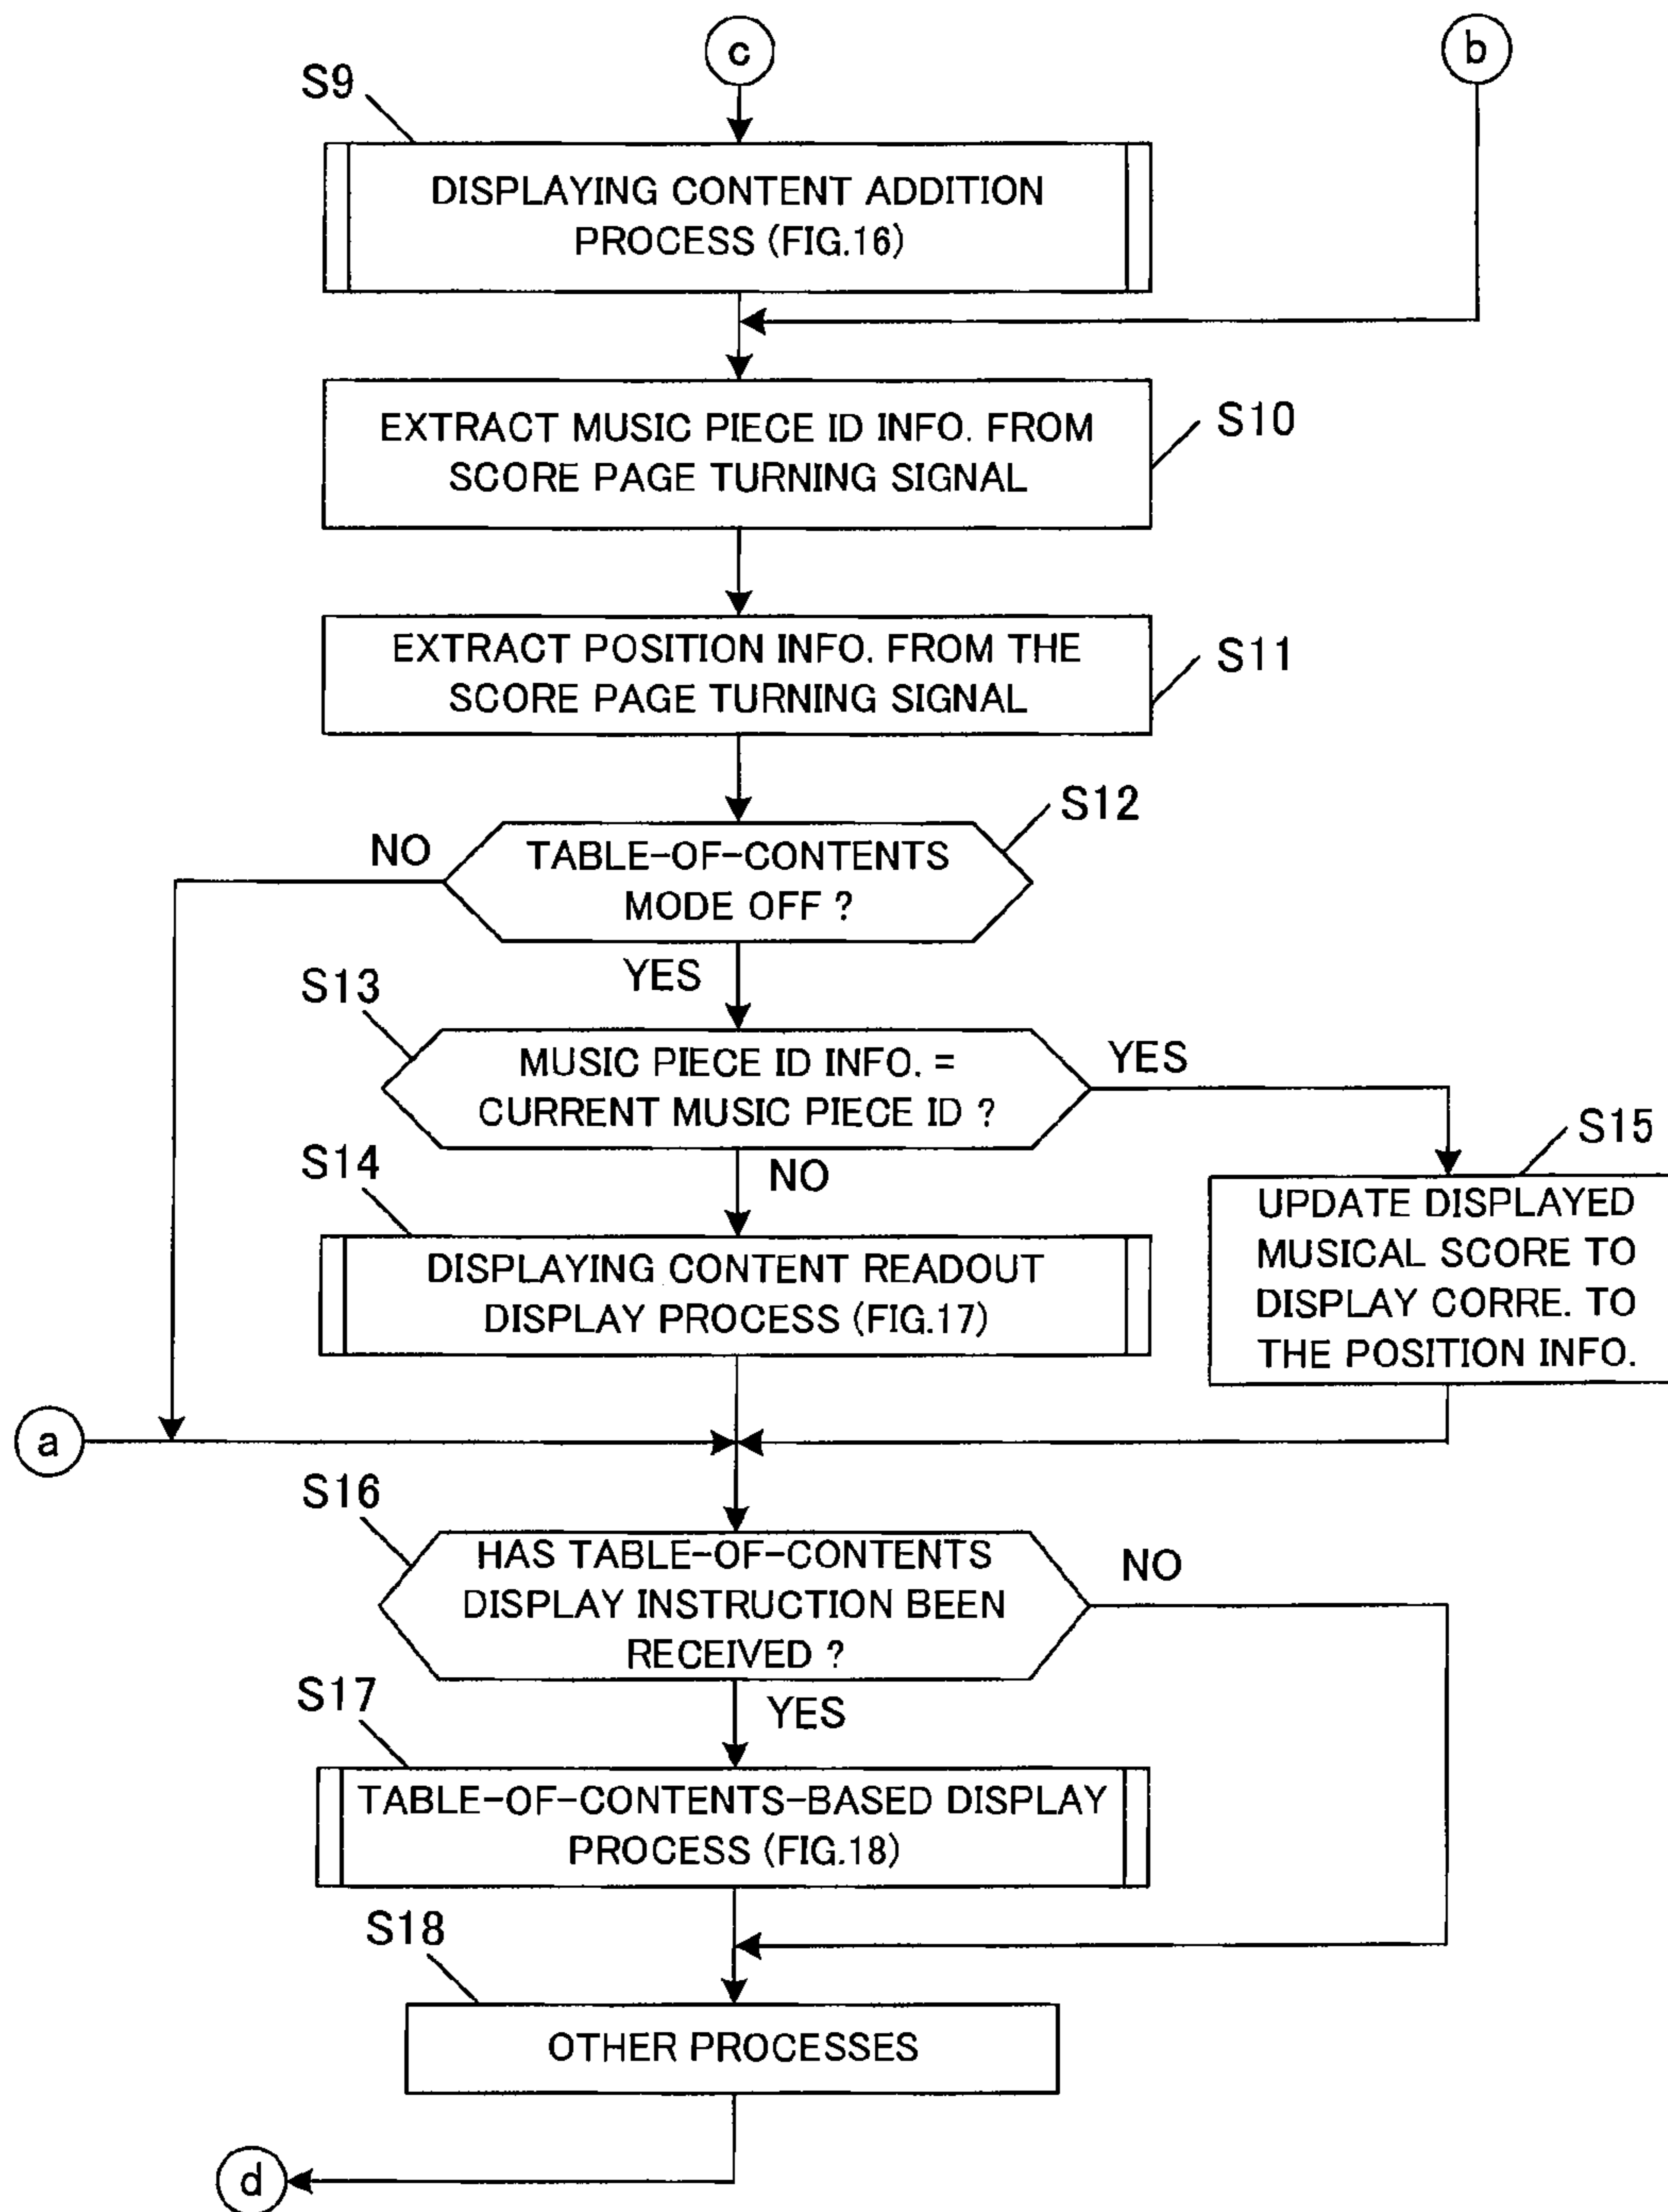 c
b
S9
DISPLAYING CONTENT ADDITION
PROCESS (FIG.16)
EXTRACT MUSIC PIECE ID INFO. FROM
SCORE PAGE TURNING SIGNAL
S10
EXTRACT POSITION INFO. FROM THE
SCORE PAGE TURNING SIGNAL
S11
S12
NO
TABLE-OF-CONTENTS
MODE OFF ?
YES
S13
MUSIC PIECE ID INFO. =
CURRENT MUSIC PIECE ID ?
YES
S14
NO
S15
DISPLAYING CONTENT READOUT
DISPLAY PROCESS (FIG.17)
UPDATE DISPLAYED
MUSICAL SCORE TO
DISPLAY CORRE. TO
THE POSITION INFO.
a
S16
HAS TABLE-OF-CONTENTS
DISPLAY INSTRUCTION BEEN
RECEIVED ?
NO
S17
YES
TABLE-OF-CONTENTS-BASED DISPLAY
PROCESS (FIG.18)
S18
OTHER PROCESSES
d